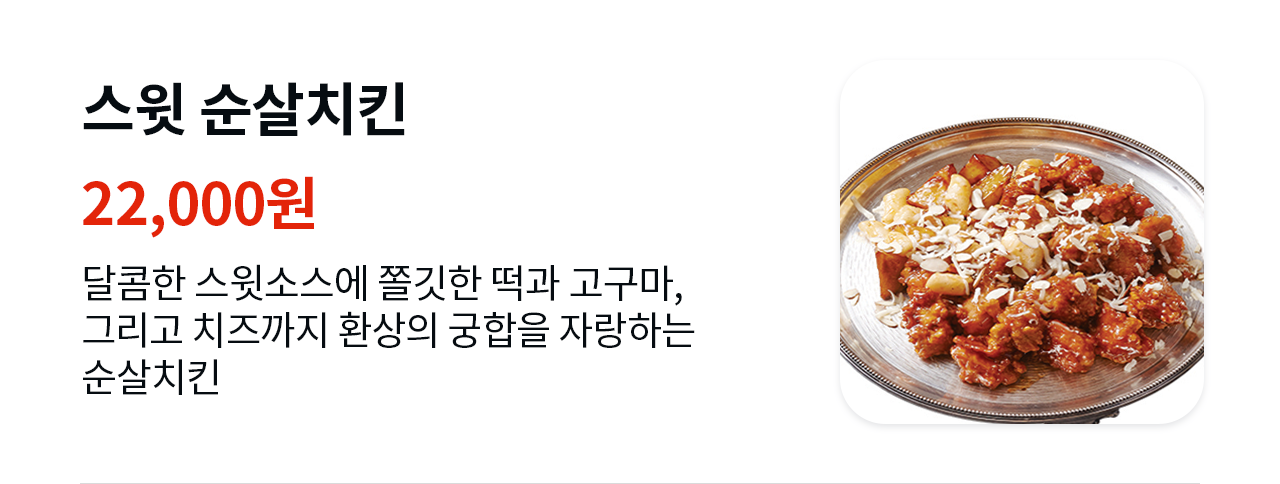 스윗 순살치킨
22,000원
달콤한 스윗소스에 쫄깃한 떡과 고구마,
그리고 치즈까지 환상의 궁합을 자랑하는
순살치킨